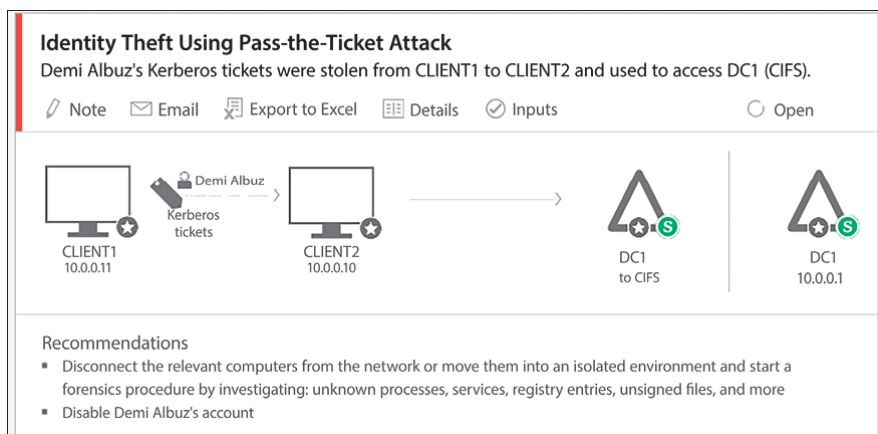 Identity Theft Using Pass-the-Ticket Attack
Demi Albuz's Kerberos tickets were stolen from CLIENT1 to CLIENT2 and used to access DC1 (CIFS).
Note Email Export to Excel Details Inputs Open
Demi Albuz
Kerberos
tickets
CLIENT1
10.0.0.11
CLIENT2
10.0.0.10
S
DC1
to CIFS
S
DC1
10.0.0.1
Recommendations
▪ Disconnect the relevant computers from the network or move them into an isolated environment and start a
forensics procedure by investigating: unknown processes, services, registry entries, unsigned files, and more
▪ Disable Demi Albuz's account